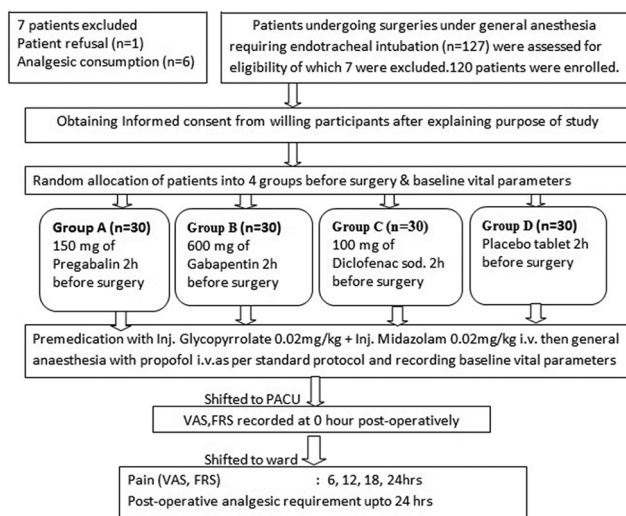 7 patients excluded
Patient refusal (n=1)
Analgesic consumption (n=6)
Patients undergoing surgeries under general anesthesia
requiring endotracheal intubation (n=127) were assessed for
eligibility of which 7 were excluded.120 patients were enrolled.
Obtaining Informed consent from willing participants after explaining purpose of study
Random allocation of patients into 4 groups before surgery & baseline vital parameters
Group A (n=30)
150 mg of
Pregabalin 2h
before surgery
Group B (n=30)
600 mg of
Gabapentin 2h
before surgery
Group C (n=30)
100 mg of
Diclofenac sod. 2h
before surgery
Group D (n=30)
Placebo tablet 2h
before surgery
Premedication with Inj. Glycopyrrolate 0.02mg/kg + Inj. Midazolam 0.02mg/kg i.v. then general
anaesthesia with propofol i.v.as per standard protocol and recording baseline vital parameters
Shifted to PACU
VAS,FRS recorded at 0 hour post-operatively
Shifted to ward
Pain (VAS, FRS) : 6, 12, 18, 24hrs
Post-operative analgesic requirement upto 24 hrs